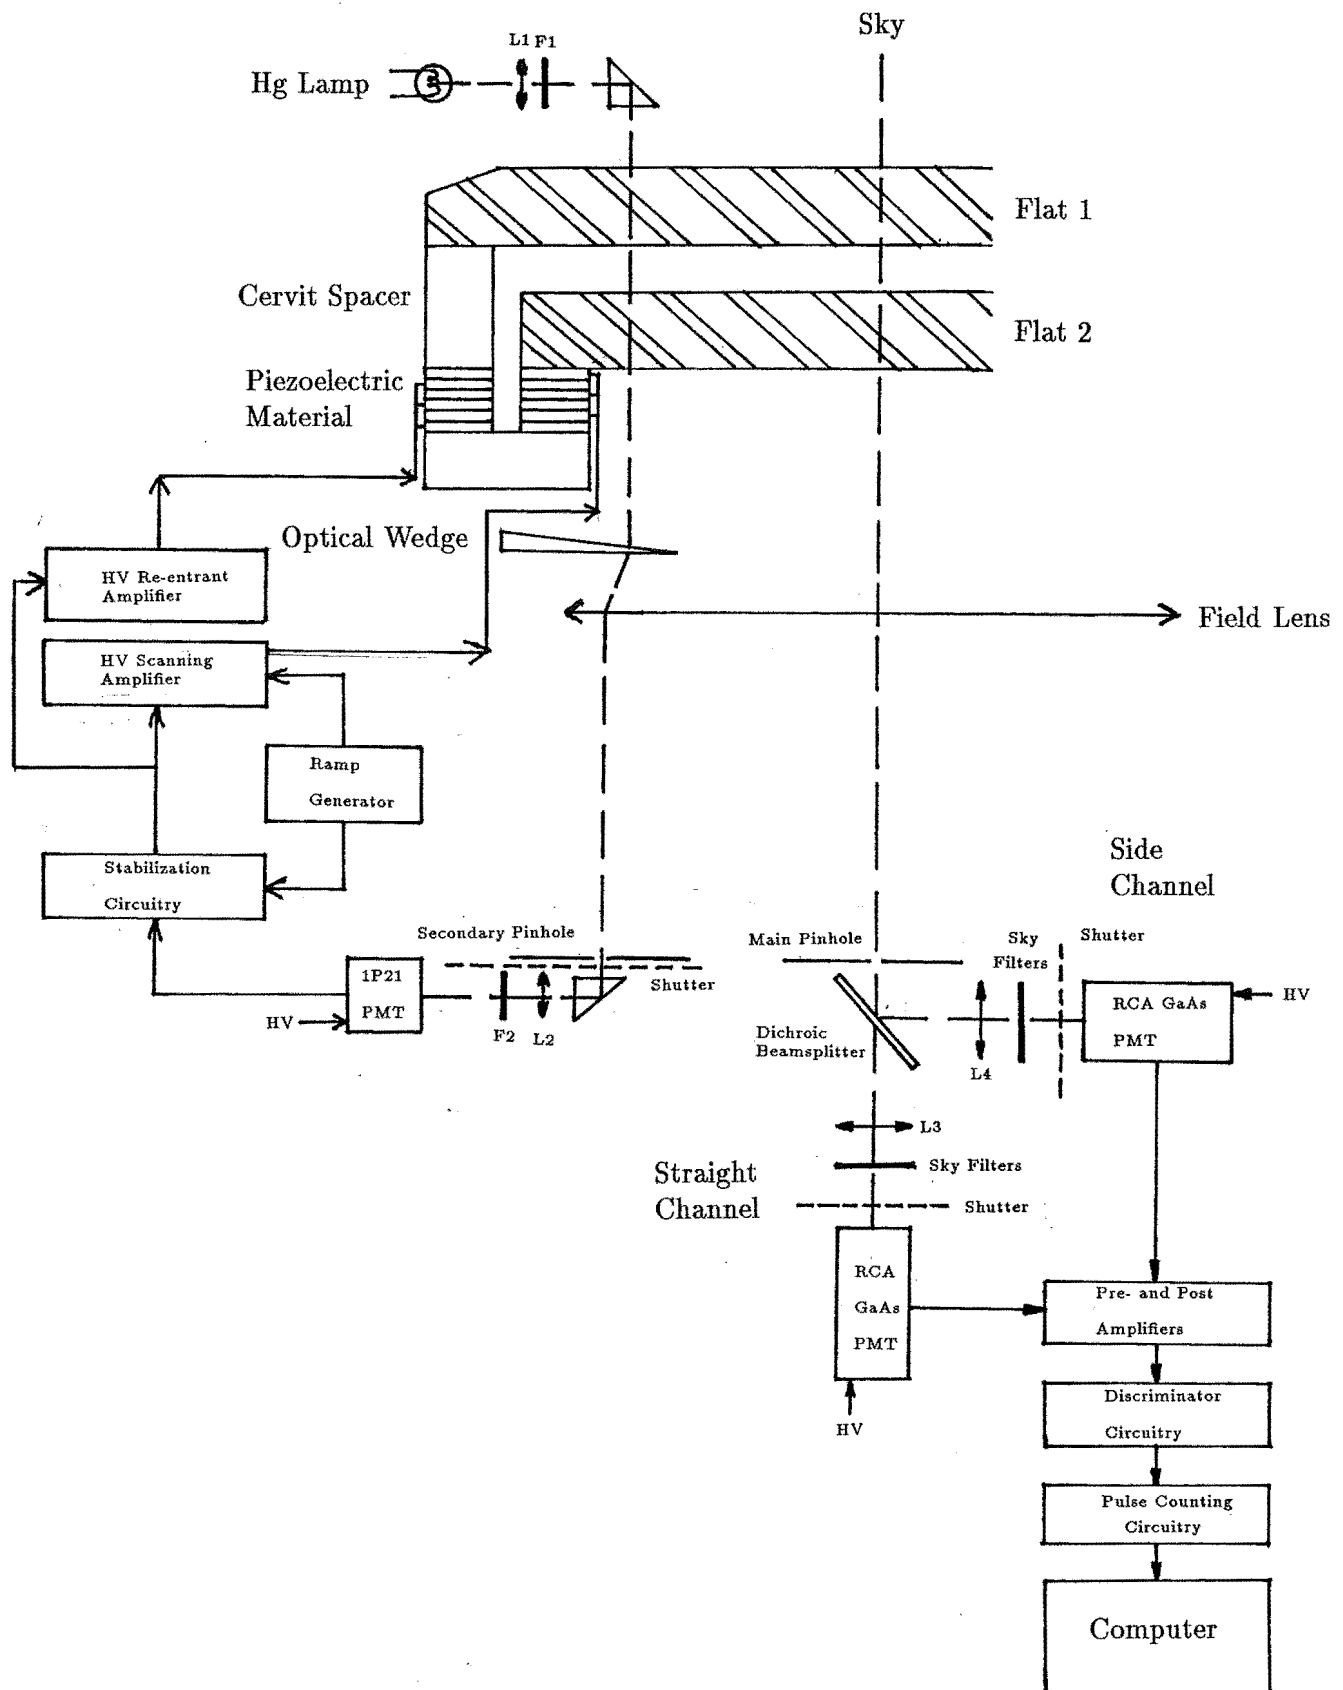 Sky
L1 F1
Hg Lamp
Flat 1
Cervit Spacer
Flat 2
Piezoelectric
Material
Optical Wedge
HV Re-entrant
Amplifier
Field Lens
HV Scanning
Amplifier
Ramp
Generator
Stabilization
Circuitry
Side
Channel
Secondary Pinhole
Main Pinhole
Sky
Filters
Shutter
1P21
PMT
HV
F2 L2
Shutter
Dichroic
Beamsplitter
L4
RCA GaAs
PMT
HV
L3
Straight
Channel
Sky Filters
Shutter
RCA
GaAs
PMT
HV
Pre- and Post
Amplifiers
Discriminator
Circuitry
Pulse Counting
Circuitry
Computer